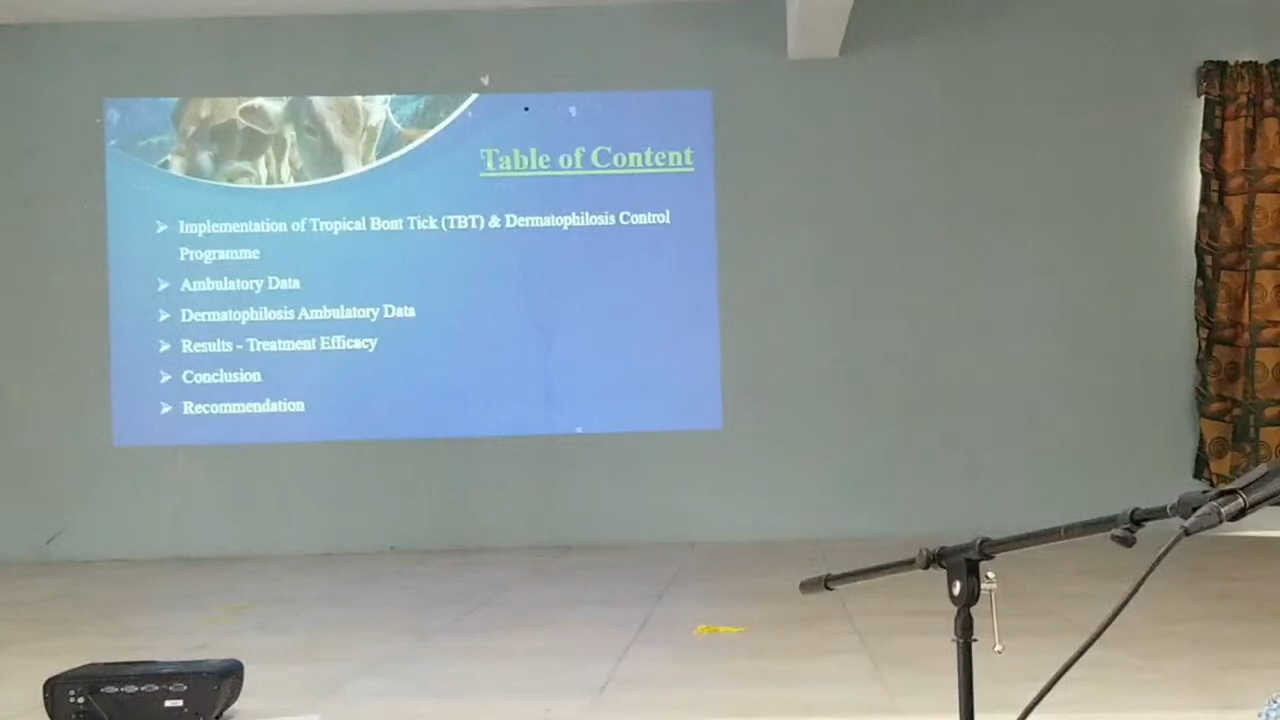 Table of Content
➢ Implementation of Tropical Bont Tick (TBT) & Dermatophilosis Control
Programme
➢ Ambulatory Data
➢ Dermatophilosis Ambulatory Data
➢ Results - Treatment Efficacy
➢ Conclusion
➢ Recommendation